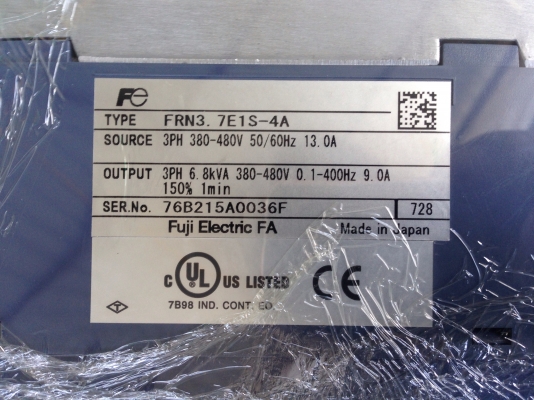 Fe
TYPE FRN3.7E1S-4A
SOURCE 3PH 380-480V 50/60Hz 13.0A
OUTPUT 3PH 6.8kVA 380-480V 0.1-400Hz 9.0A
150% 1min
SER.No. 76B215A0036F 728
Fuji Electric FA Made in Japan
C UL US LISTED CE
7B98 IND. CONT. EQ.
T